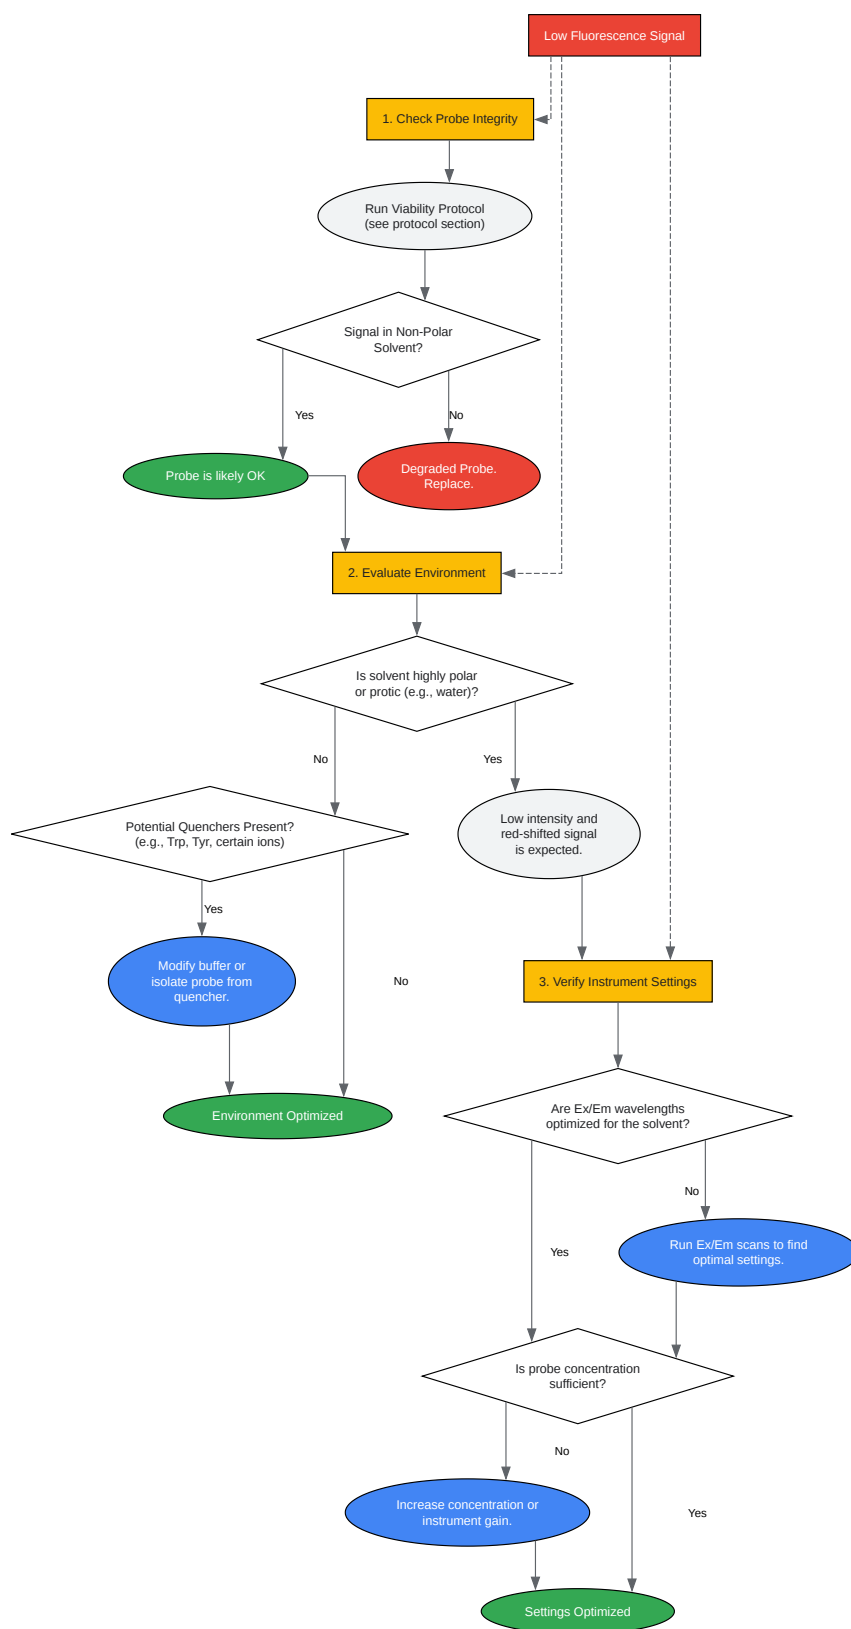 Low Fluorescence Signal
1. Check Probe Integrity
Run Viability Protocol
(see protocol section)
Signal in Non-Polar
Solvent?
Yes
No
Probe is likely OK
Degraded Probe.
Replace.
2. Evaluate Environment
Is solvent highly polar
or protic (e.g., water)?
No
Yes
Potential Quenchers Present?
(e.g., Trp, Tyr, certain ions)
Low intensity and
red-shifted signal
is expected.
Yes
Modify buffer or
isolate probe from
quencher.
No
3. Verify Instrument Settings
Environment Optimized
Are Ex/Em wavelengths
optimized for the solvent?
No
Yes
Run Ex/Em scans to find
optimal settings.
Is probe concentration
sufficient?
No
Increase concentration or
instrument gain.
Yes
Settings Optimized